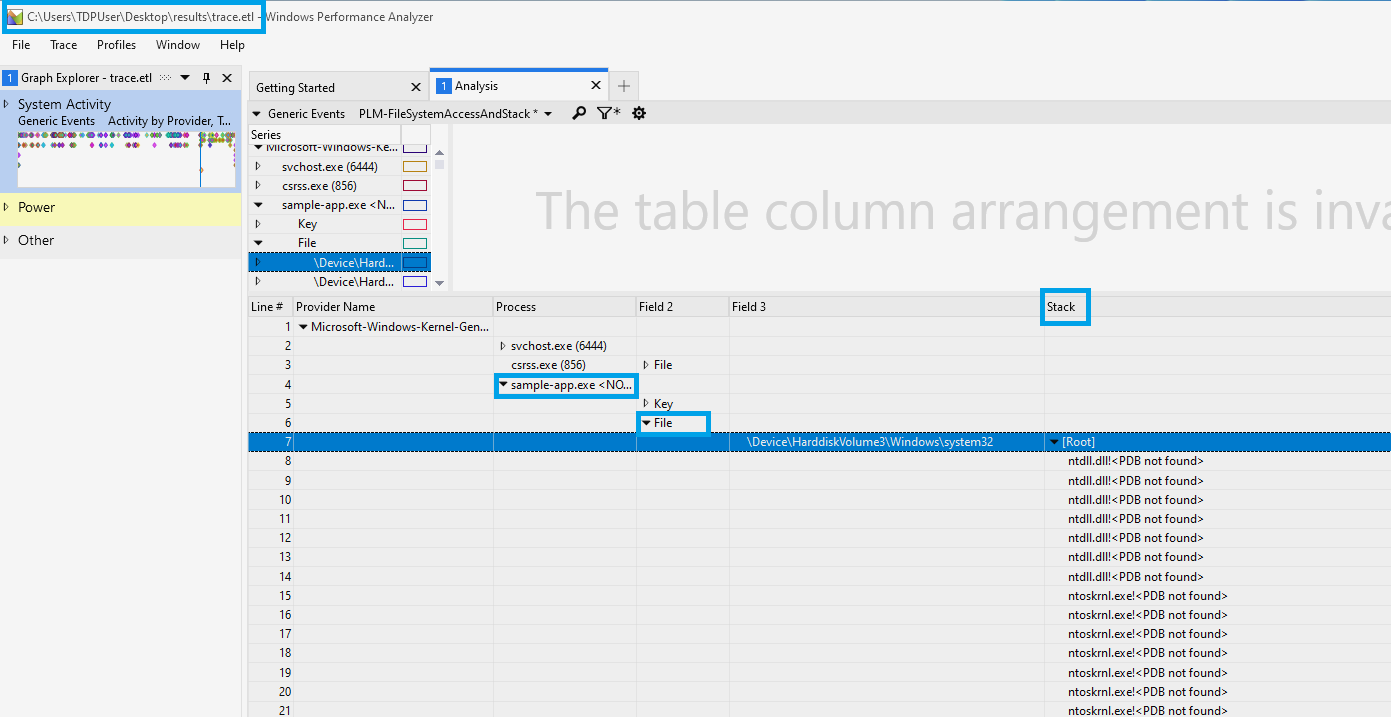 C:\Users\TDPUser\Desktop\results\trace.etl - Windows Performance Analyzer
File Trace Profiles Window Help
1 Graph Explorer - trace.etl
System Activity
Generic Events Activity by Provider, T...
Power
Other
Getting Started
1 Analysis
Generic Events PLM-FileSystemAccessAndStack *
Series
Microsoft-Windows-Ke...
svchost.exe (6444)
csrss.exe (856)
sample-app.exe <N...
Key
File
\Device\Hard...
\Device\Hard...
The table column arrangement is inva
Line # Provider Name Process Field 2 Field 3 Stack
1 Microsoft-Windows-Kernel-Gen...
2 svchost.exe (6444)
3 csrss.exe (856) File
4 sample-app.exe <NO...
5 Key
6 File
7 \Device\HarddiskVolume3\Windows\system32 [Root]
8 ntdll.dll!<PDB not found>
9 ntdll.dll!<PDB not found>
10 ntdll.dll!<PDB not found>
11 ntdll.dll!<PDB not found>
12 ntdll.dll!<PDB not found>
13 ntdll.dll!<PDB not found>
14 ntdll.dll!<PDB not found>
15 ntoskrnl.exe!<PDB not found>
16 ntoskrnl.exe!<PDB not found>
17 ntoskrnl.exe!<PDB not found>
18 ntoskrnl.exe!<PDB not found>
19 ntoskrnl.exe!<PDB not found>
20 ntoskrnl.exe!<PDB not found>
21 ntoskrnl.exe!<PDB not found>